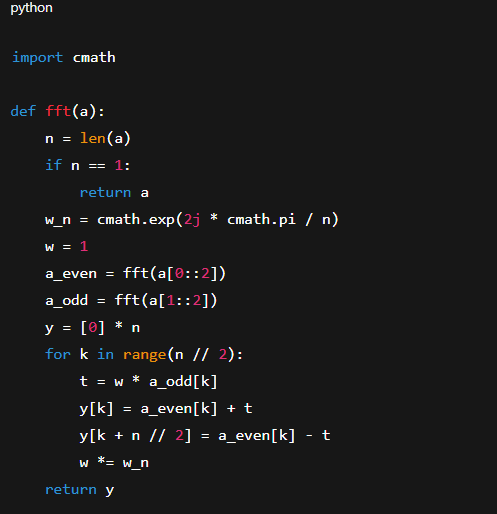 python
import cmath
def fft(a):
    n = len(a)
    if n == 1:
        return a
    w_n = cmath.exp(2j * cmath.pi / n)
    w = 1
    a_even = fft(a[0::2])
    a_odd = fft(a[1::2])
    y = [0] * n
    for k in range(n // 2):
        t = w * a_odd[k]
        y[k] = a_even[k] + t
        y[k + n // 2] = a_even[k] - t
        w *= w_n
    return y